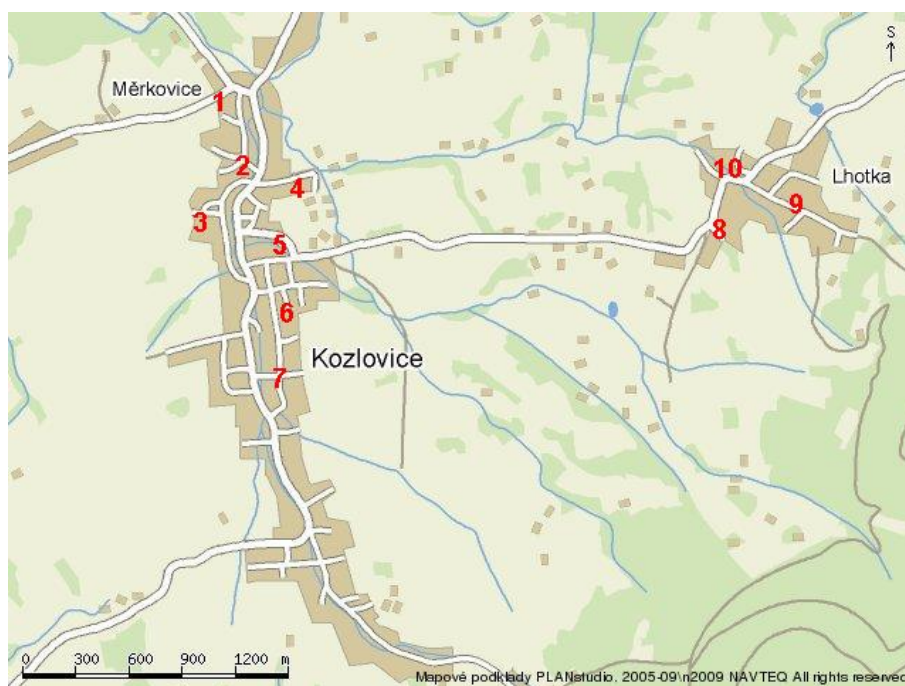 S
Měrkovice
1
2
4
3
5
6
7
Kozlovice
10
Lhotka
9
8
0 300 600 900 1200 m
Mapové podklady PLANstudio, 2005-09\n2009 NAVTEQ All rights reserved